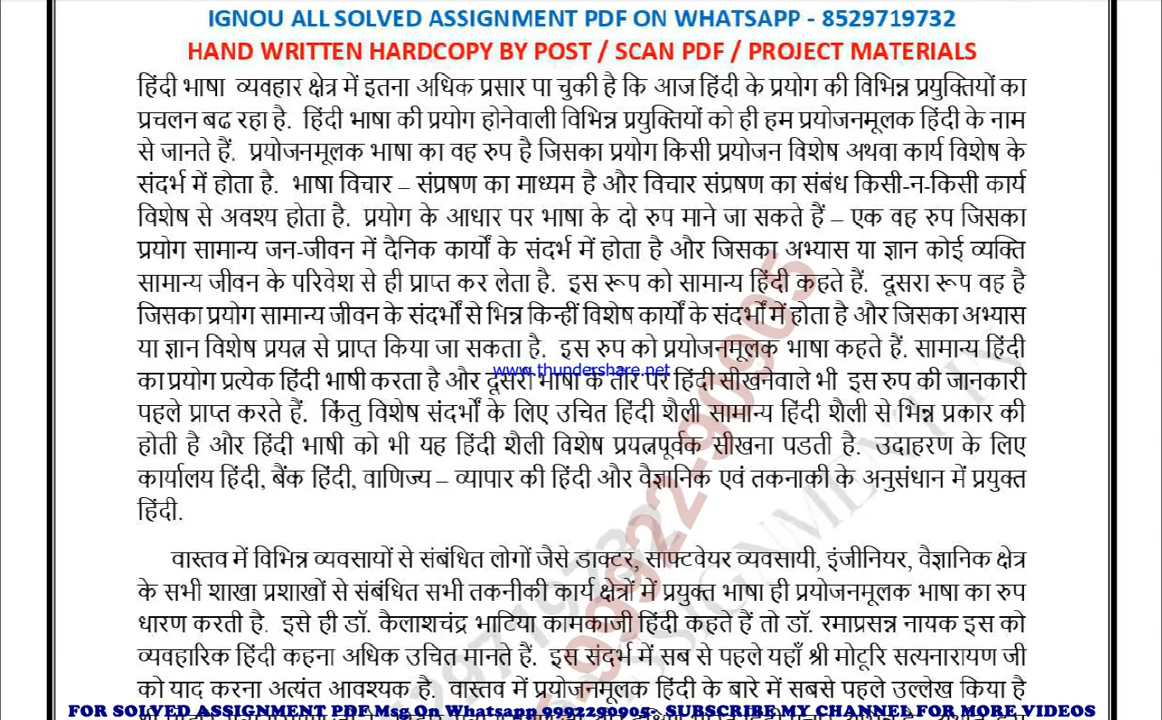 IGNOU ALL SOLVED ASSIGNMENT PDF ON WHATSAPP - 8529719732
HAND WRITTEN HARDCOPY BY POST / SCAN PDF / PROJECT MATERIALS
हिंदी भाषा व्यवहार क्षेत्र में इतना अधिक प्रसार पा चुकी है कि आज हिंदी के प्रयोग की विभिन्न प्रयुक्तियों का
प्रचलन बढ रहा है. हिंदी भाषा की प्रयोग होनेवाली विभिन्न प्रयुक्तियों को ही हम प्रयोजनमूलक हिंदी के नाम
से जानते हैं. प्रयोजनमूलक भाषा का वह रुप है जिसका प्रयोग किसी प्रयोजन विशेष अथवा कार्य विशेष के
संदर्भ में होता है. भाषा विचार – संप्रषण का माध्यम है और विचार संप्रषण का संबंध किसी-न-किसी कार्य
विशेष से अवश्य होता है. प्रयोग के आधार पर भाषा के दो रुप माने जा सकते हैं – एक वह रुप जिसका
प्रयोग सामान्य जन-जीवन में दैनिक कार्यों के संदर्भ में होता है और जिसका अभ्यास या ज्ञान कोई व्यक्ति
सामान्य जीवन के परिवेश से ही प्राप्त कर लेता है. इस रूप को सामान्य हिंदी कहते हैं. दूसरा रूप वह है
जिसका प्रयोग सामान्य जीवन के संदर्भों से भिन्न किन्हीं विशेष कार्यों के संदर्भों में होता है और जिसका अभ्यास
या ज्ञान विशेष प्रयत्न से प्राप्त किया जा सकता है. इस रुप को प्रयोजनमूलक भाषा कहते हैं. सामान्य हिंदी
www.thundershare.net
का प्रयोग प्रत्येक हिंदी भाषी करता है और दूसरी भाषा के तौर पर हिंदी सीखनेवाले भी इस रुप की जानकारी
पहले प्राप्त करते हैं. किंतु विशेष संदर्भों के लिए उचित हिंदी शैली सामान्य हिंदी शैली से भिन्न प्रकार की
होती है और हिंदी भाषी को भी यह हिंदी शैली विशेष प्रयत्नपूर्वक सीखना पडती है. उदाहरण के लिए
कार्यालय हिंदी, बैंक हिंदी, वाणिज्य – व्यापार की हिंदी और वैज्ञानिक एवं तकनाकी के अनुसंधान में प्रयुक्त
हिंदी.
वास्तव में विभिन्न व्यवसायों से संबंधित लोगों जैसे डाक्टर, साफ्टवेयर व्यवसायी, इंजीनियर, वैज्ञानिक क्षेत्र
के सभी शाखा प्रशाखों से संबंधित सभी तकनीकी कार्य क्षेत्रों में प्रयुक्त भाषा ही प्रयोजनमूलक भाषा का रुप
धारण करती है. इसे ही डॉ. कैलाशचंद्र भाटिया कामकाजी हिंदी कहते हैं तो डॉ. रमाप्रसन्न नायक इस को
व्यवहारिक हिंदी कहना अधिक उचित मानते हैं. इस संदर्भ में सब से पहले यहाँ श्री मोटूरि सत्यनारायण जी
को याद करना अत्यंत आवश्यक है. वास्तव में प्रयोजनमूलक हिंदी के बारे में सबसे पहले उल्लेख किया है
FOR SOLVED ASSIGNMENT PDF Msg On Whatsapp 9992290905- SUBSCRIBE MY CHANNEL FOR MORE VIDEOS